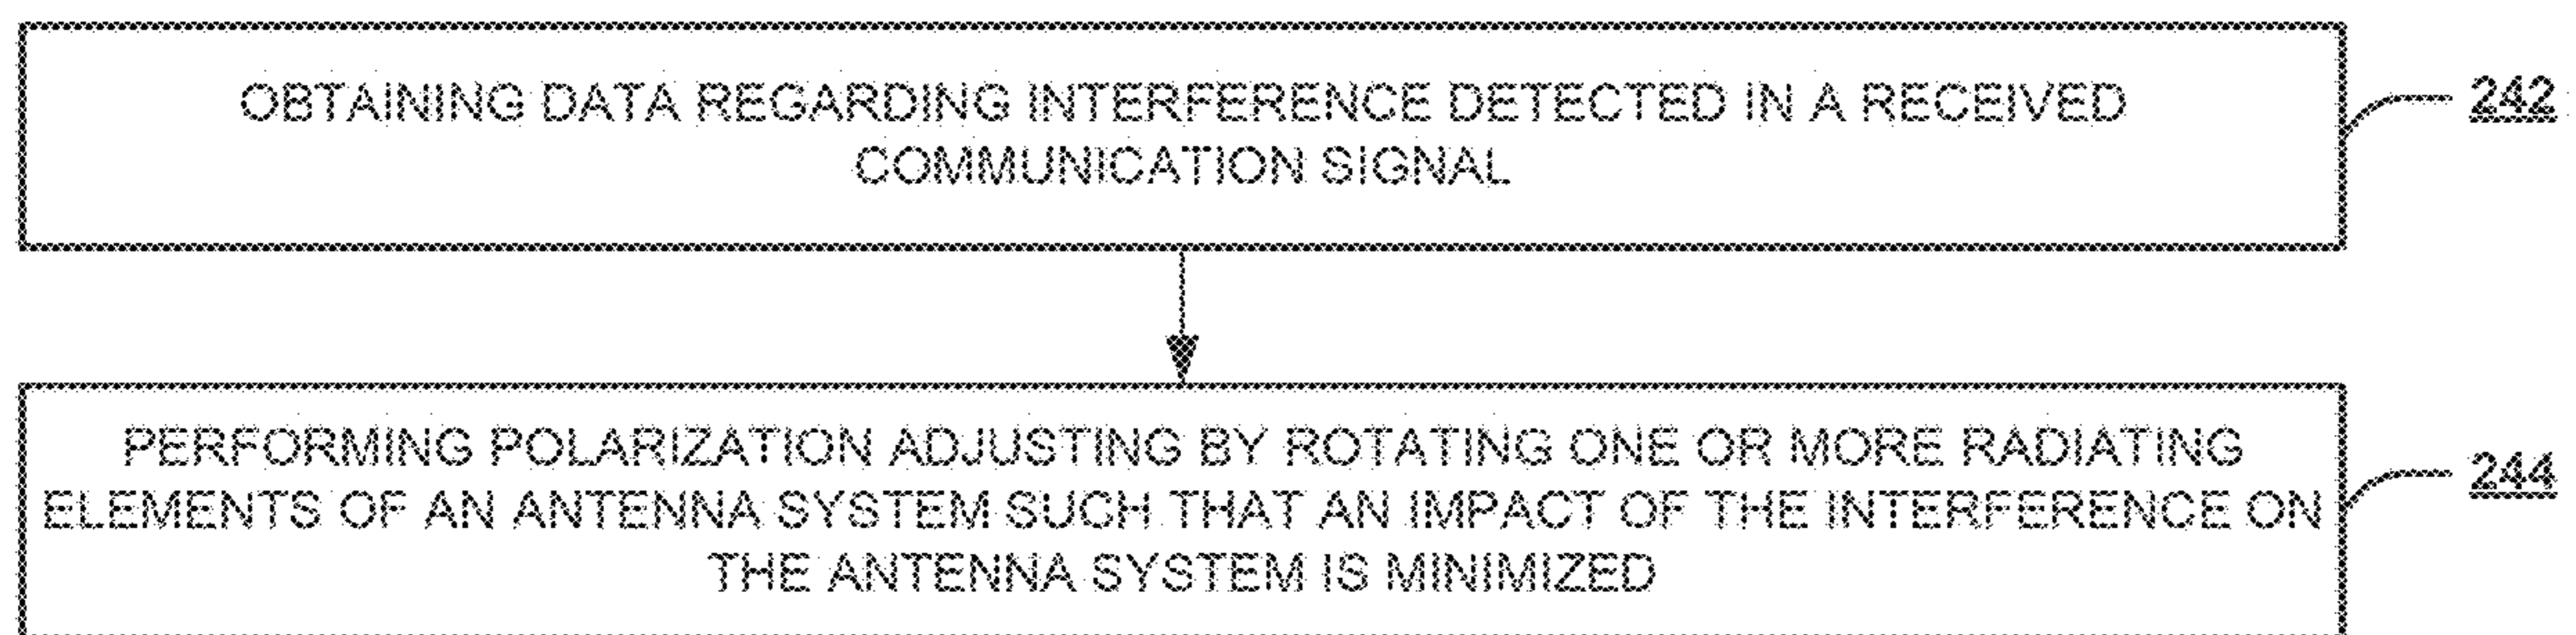 OBTAINING DATA REGARDING INTERFERENCE DETECTED IN A RECEIVED
COMMUNICATION SIGNAL
242
PERFORMING POLARIZATION ADJUSTING BY ROTATING ONE OR MORE RADIATING
ELEMENTS OF AN ANTENNA SYSTEM SUCH THAT AN IMPACT OF THE INTERFERENCE ON
THE ANTENNA SYSTEM IS MINIMIZED
244